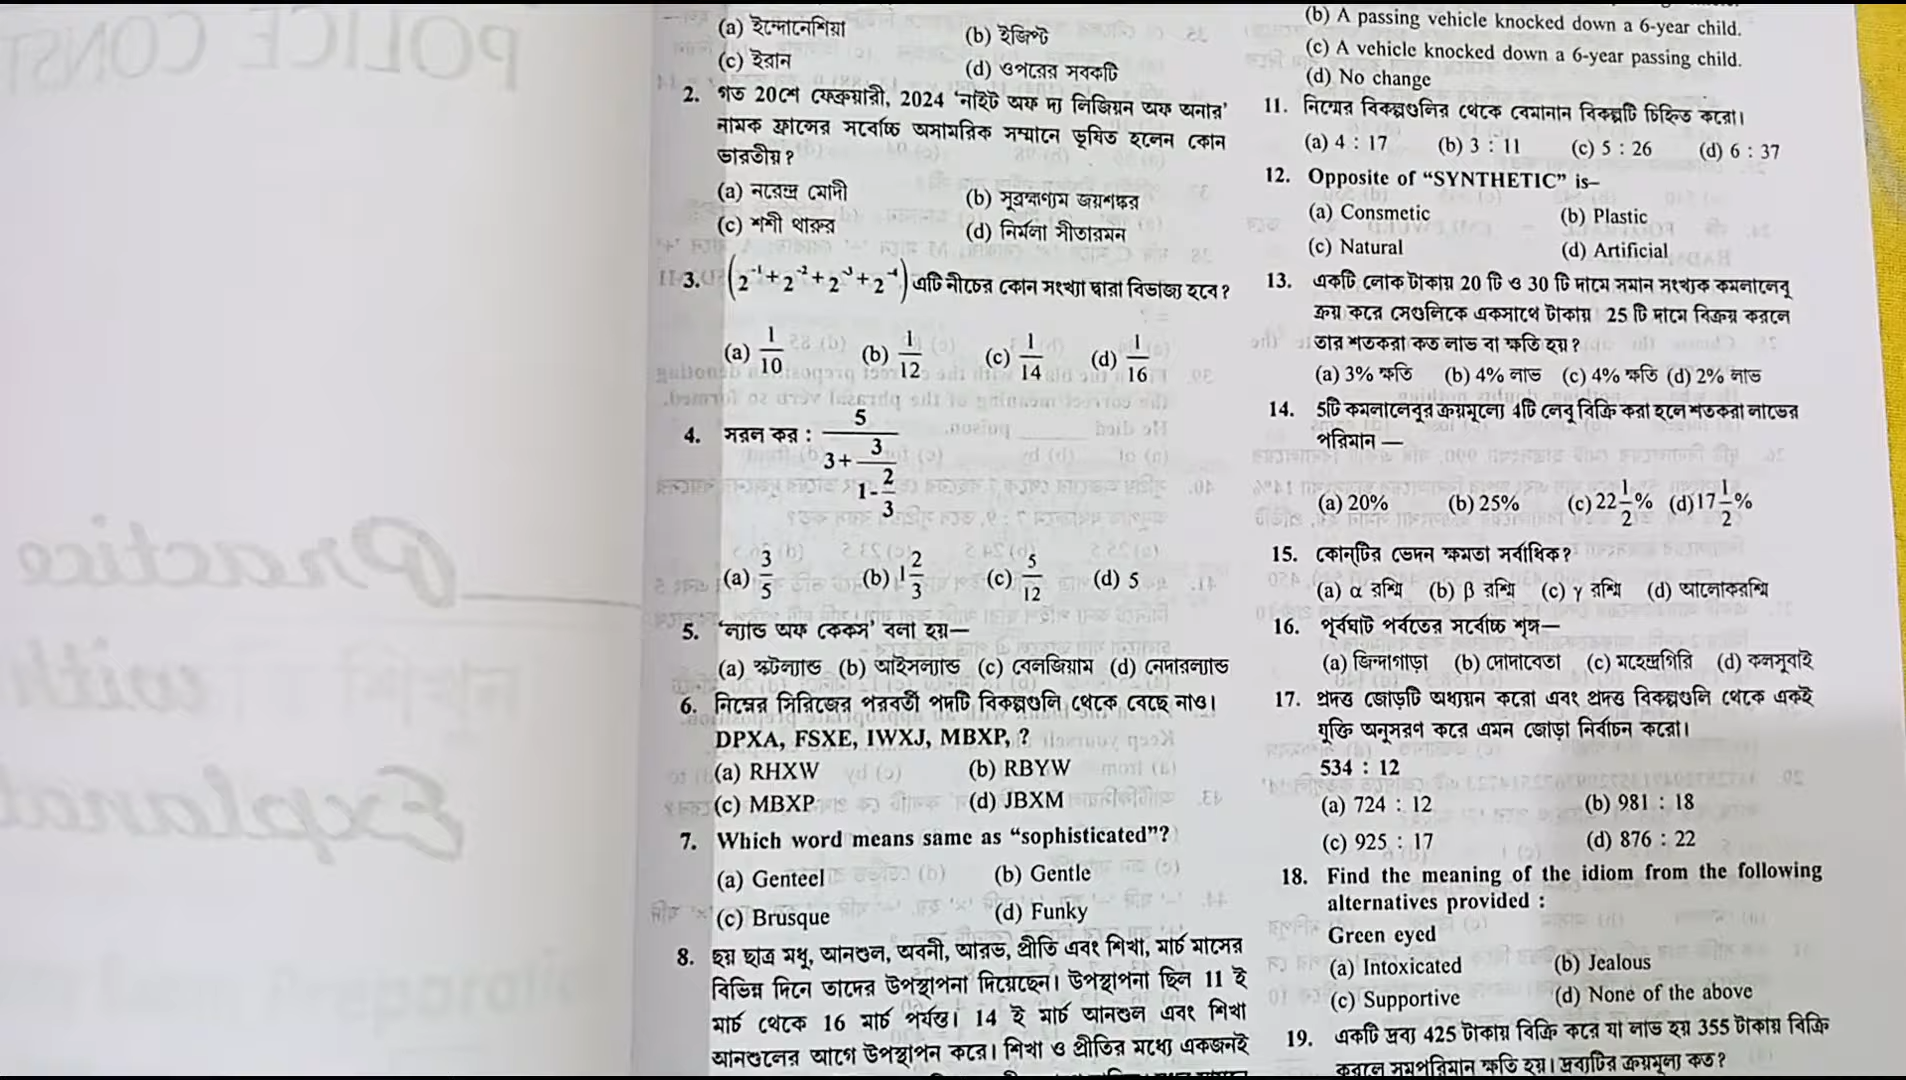 (a) ইন্দোনেশিয়া (b) ইজিপ্ট
(c) ইরান (d) ওপরের সবকটি
2. গত 20শে ফেব্রুয়ারী, 2024 ‘নাইট অফ দ্য লিজিয়ন অফ অনার’
নামক ফ্রান্সের সর্বোচ্চ অসামরিক সম্মানে ভূষিত হলেন কোন
ভারতীয় ?
(a) নরেন্দ্র মোদী (b) সুব্রহ্মণ্যম জয়শঙ্কর
(c) শশী থারুর (d) নির্মলা সীতারমন
3. (2⁻¹ + 2⁻² + 2⁻³ + 2⁻⁴) এটি নীচের কোন সংখ্যা দ্বারা বিভাজ্য হবে ?
(a) 1/10 (b) 1/12 (c) 1/14 (d) 1/16
4. সরল কর : 5/(3+3/(1-2/3))
(a) 3/5 (b) 1 2/3 (c) 5/12 (d) 5
5. ‘ল্যান্ড অফ কেকস’ বলা হয়—
(a) স্কটল্যান্ড (b) আইসল্যান্ড (c) বেলজিয়াম (d) নেদারল্যান্ড
6. নিম্নের সিরিজের পরবর্তী পদটি বিকল্পগুলি থেকে বেছে নাও।
DPXA, FSXE, IWXJ, MBXP, ?
(a) RHXW (b) RBYW
(c) MBXP (d) JBXM
7. Which word means same as “sophisticated”?
(a) Genteel (b) Gentle
(c) Brusque (d) Funky
8. ছয় ছাত্র মধু, আনশুল, অবনী, আরভ, প্রীতি এবং শিখা, মার্চ মাসের
বিভিন্ন দিনে তাদের উপস্থাপনা দিয়েছেন। উপস্থাপনা ছিল 11 ই
মার্চ থেকে 16 মার্চ পর্যন্ত। 14 ই মার্চ আনশুল এবং শিখা
আনশুলের আগে উপস্থাপন করে। শিখা ও প্রীতির মধ্যে একজনই
(b) A passing vehicle knocked down a 6-year child.
(c) A vehicle knocked down a 6-year passing child.
(d) No change
11. নিম্নের বিকল্পগুলির থেকে বেমানান বিকল্পটি চিহ্নিত করো।
(a) 4 : 17 (b) 3 : 11 (c) 5 : 26 (d) 6 : 37
12. Opposite of “SYNTHETIC” is–
(a) Consmetic (b) Plastic
(c) Natural (d) Artificial
13. একটি লোক টাকায় 20 টি ও 30 টি দামে সমান সংখ্যক কমলালেবু
ক্রয় করে সেগুলিকে একসাথে টাকায় 25 টি দামে বিক্রয় করলে
তার শতকরা কত লাভ বা ক্ষতি হয় ?
(a) 3% ক্ষতি (b) 4% লাভ (c) 4% ক্ষতি (d) 2% লাভ
14. 5টি কমলালেবুর ক্রয়মূল্যে 4টি লেবু বিক্রি করা হলে শতকরা লাভের
পরিমান —
(a) 20% (b) 25% (c) 22 1/2% (d) 17 1/2%
15. কোন্‌টির ভেদন ক্ষমতা সর্বাধিক ?
(a) α রশ্মি (b) β রশ্মি (c) γ রশ্মি (d) আলোকরশ্মি
16. পূর্বঘাট পর্বতের সর্বোচ্চ শৃঙ্গ—
(a) জিন্দাগাড়া (b) দোদাবেতা (c) মহেন্দ্রগিরি (d) কলসুবাই
17. প্রদত্ত জোড়টি অধ্যয়ন করো এবং প্রদত্ত বিকল্পগুলি থেকে একই
যুক্তি অনুসরণ করে এমন জোড়া নির্বাচন করো।
534 : 12
(a) 724 : 12 (b) 981 : 18
(c) 925 : 17 (d) 876 : 22
18. Find the meaning of the idiom from the following
alternatives provided :
Green eyed
(a) Intoxicated (b) Jealous
(c) Supportive (d) None of the above
19. একটি দ্রব্য 425 টাকায় বিক্রি করে যা লাভ হয় 355 টাকায় বিক্রি
করলে সমপরিমান ক্ষতি হয়। দ্রব্যটির ক্রয়মূল্য কত ?